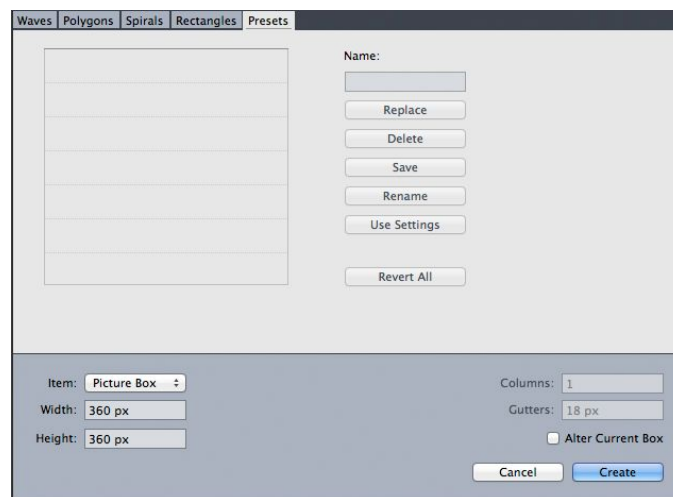 Waves Polygons Spirals Rectangles Presets
Name:
Replace
Delete
Save
Rename
Use Settings
Revert All
Item: Picture Box
Width: 360 px
Height: 360 px
Columns: 1
Gutters: 18 px
Alter Current Box
Cancel Create